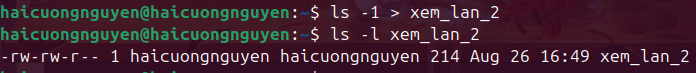 haicuongnguyen@haicuongnguyen:~$ ls -1 > xem_lan_2
haicuongnguyen@haicuongnguyen:~$ ls -l xem_lan_2
-rw-rw-r-- 1 haicuongnguyen haicuongnguyen 214 Aug 26 16:49 xem_lan_2